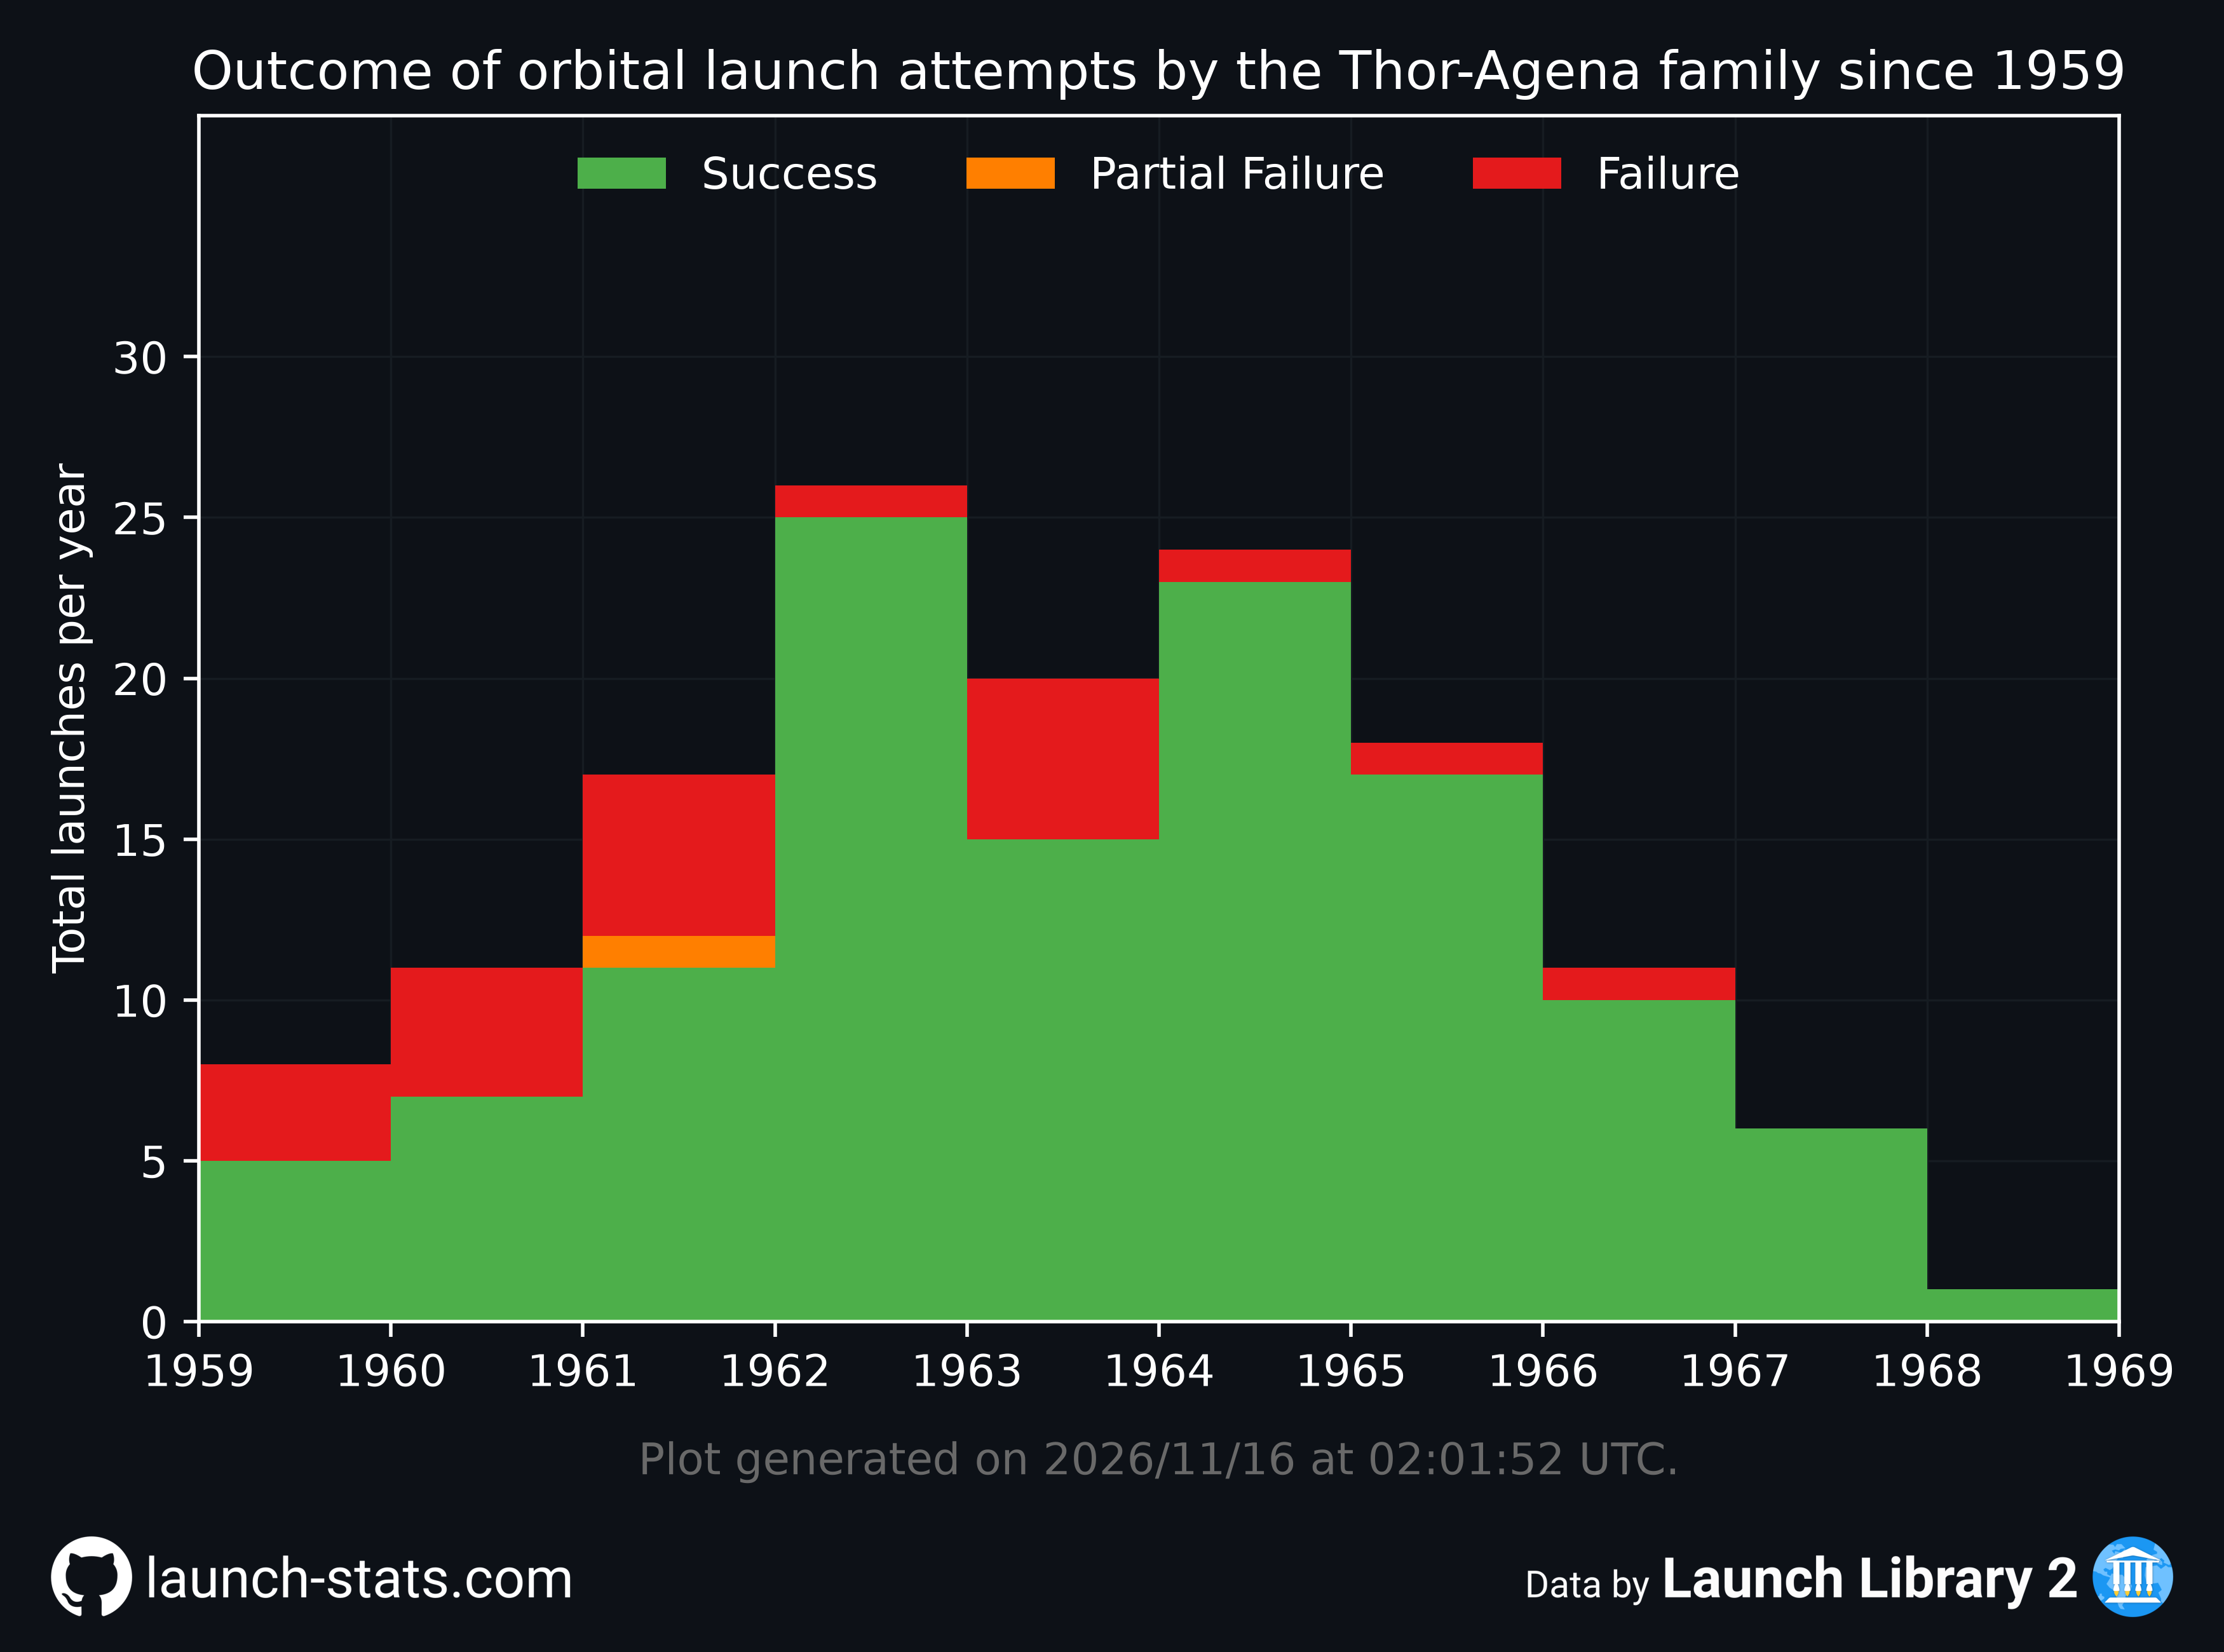 Outcome of orbital launch attempts by the Thor-Agena family since 1959
Success Partial Failure Failure
Total launches per year
30
25
20
15
10
5
0
1959 1960 1961 1962 1963 1964 1965 1966 1967 1968 1969
Plot generated on 2026/11/16 at 02:01:52 UTC.
launch-stats.com
Data by Launch Library 2